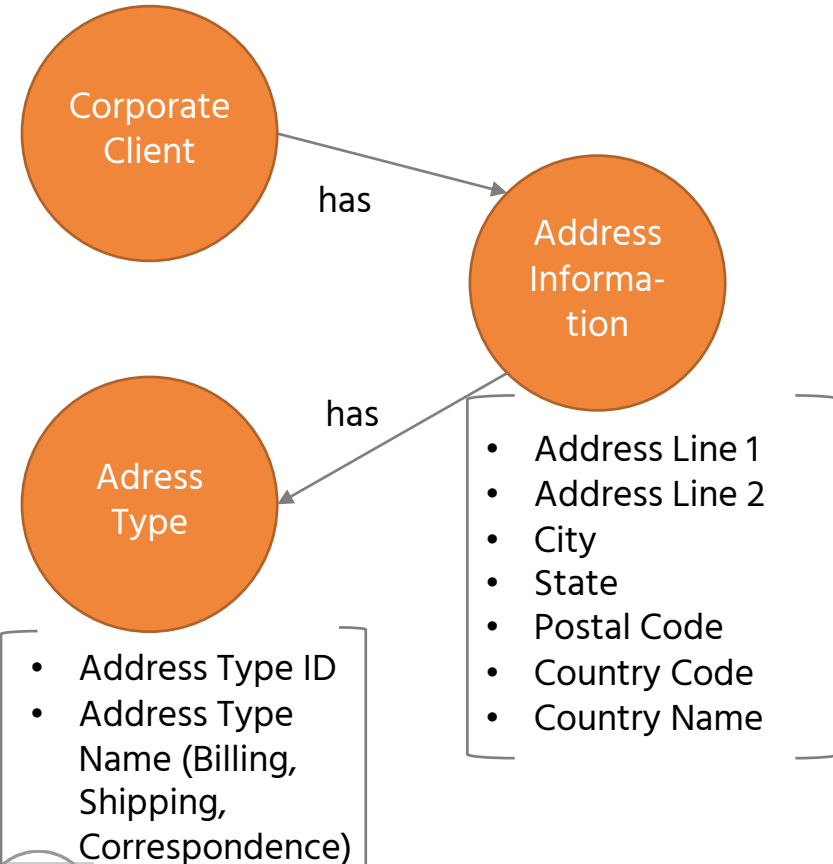 Corporate
Client
has
Address
Informa-
tion
has
Adress
Type
• Address Line 1
• Address Line 2
• City
• State
• Postal Code
• Country Code
• Country Name
• Address Type ID
• Address Type
Name (Billing,
Shipping,
Correspondence)